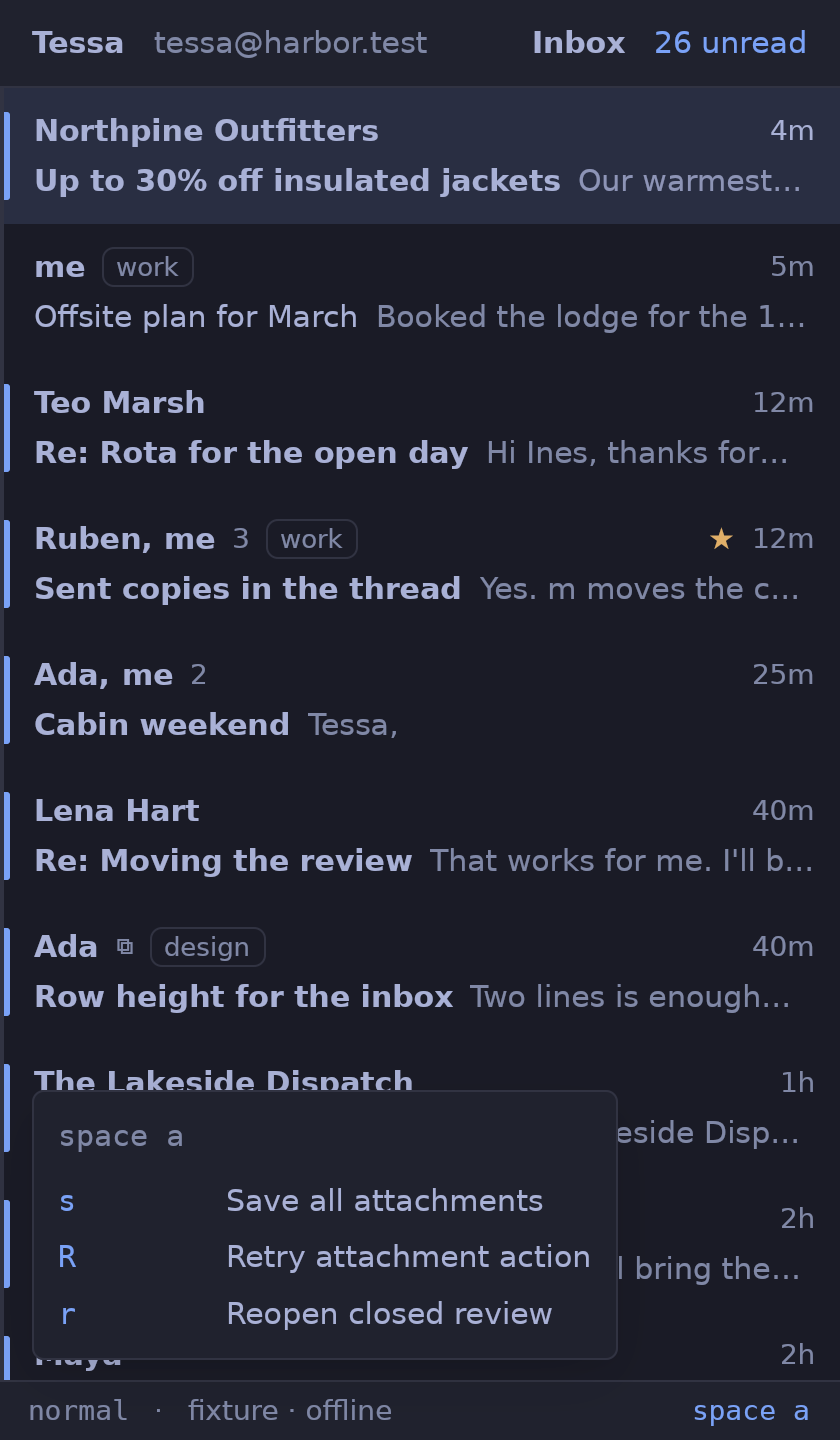 Tessa tessa@harbor.test Inbox 26 unread
Northpine Outfitters 4m
Up to 30% off insulated jackets Our warmest…
me work 5m
Offsite plan for March Booked the lodge for the 1…
Teo Marsh 12m
Re: Rota for the open day Hi Ines, thanks for…
Ruben, me 3 work ★ 12m
Sent copies in the thread Yes. m moves the c…
Ada, me 2 25m
Cabin weekend Tessa,
Lena Hart 40m
Re: Moving the review That works for me. I'll b…
Ada design 40m
Row height for the inbox Two lines is enough…
The Lakeside Dispatch 1h
eside Disp…
2h
bring the…
Maya 2h
space a
s Save all attachments
R Retry attachment action
r Reopen closed review
normal · fixture · offline space a